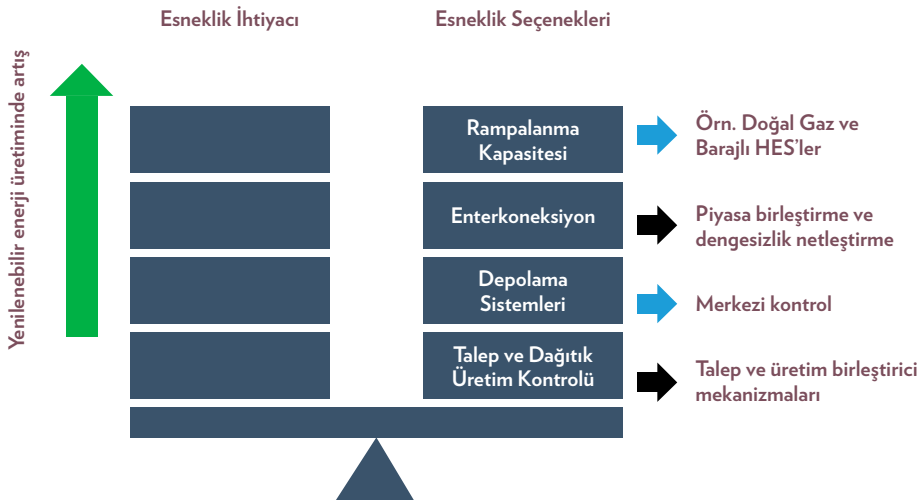 Esneklik İhtiyacı
Esneklik Seçenekleri
Yenilenebilir enerji üretiminde artış
Rampalanma
Kapasitesi
Örn. Doğal Gaz ve
Barajlı HES’ler
Enterkoneksiyon
Piyasa birleştirme ve
dengesizlik netleştirme
Depolama
Sistemleri
Merkezi kontrol
Talep ve Dağıtık
Üretim Kontrolü
Talep ve üretim birleştirici
mekanizmaları